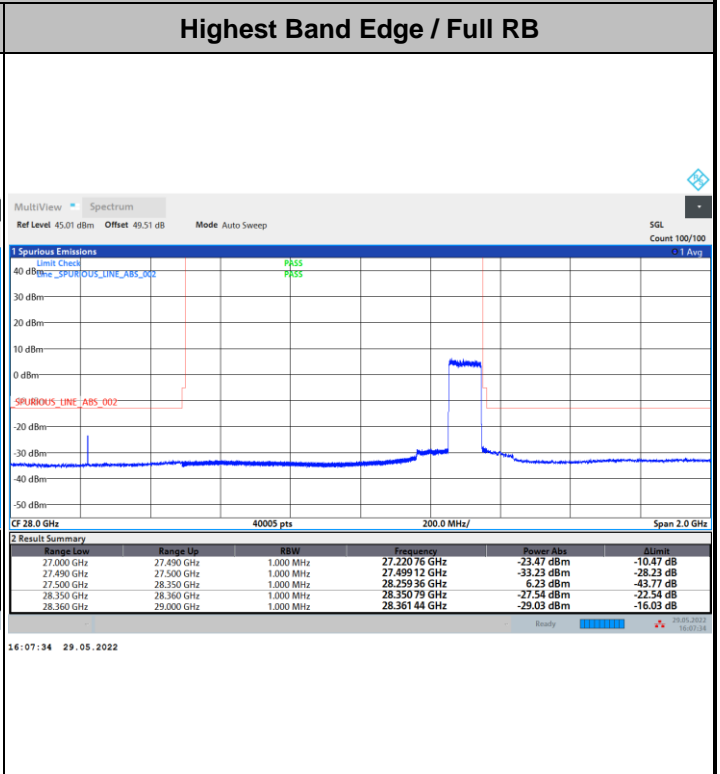 Highest Band Edge / Full RB
MultiView Spectrum
Ref Level 45.01 dBm Offset 49.51 dB Mode Auto Sweep SGL
Count 100/100
1 Spurious Emissions 1 Avg
Limit Check PASS
40 dBm
Line _SPURIOUS_LINE_ABS_002 PASS
30 dBm
20 dBm
10 dBm
0 dBm
_SPURIOUS_LINE_ABS_002
-20 dBm
-30 dBm
-40 dBm
-50 dBm
CF 28.0 GHz 40005 pts 200.0 MHz/ Span 2.0 GHz
2 Result Summary
Range Low Range Up RBW Frequency Power Abs ΔLimit
27.000 GHz 27.490 GHz 1.000 MHz 27.220 76 GHz -23.47 dBm -10.47 dB
27.490 GHz 27.500 GHz 1.000 MHz 27.499 12 GHz -33.23 dBm -28.23 dB
27.500 GHz 28.350 GHz 1.000 MHz 28.259 36 GHz 6.23 dBm -43.77 dB
28.350 GHz 28.360 GHz 1.000 MHz 28.350 79 GHz -27.54 dBm -22.54 dB
28.360 GHz 29.000 GHz 1.000 MHz 28.361 44 GHz -29.03 dBm -16.03 dB
Ready 29.05.2022
16:07:34
16:07:34 29.05.2022